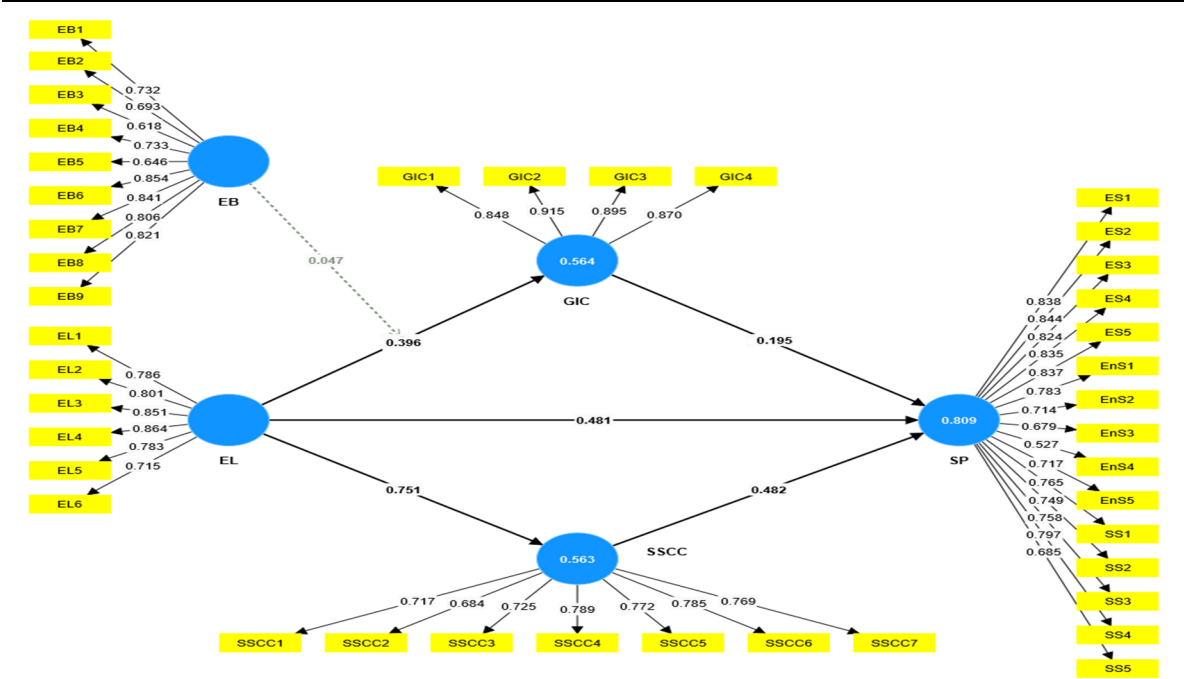 EB1
EB2
EB3
EB4
EB5
EB6
EB7
EB8
EB9
0.732
0.693
0.618
0.733
0.646
0.854
0.841
0.806
0.821
EB
0.047
EL1
EL2
EL3
EL4
EL5
EL6
0.786
0.801
0.851
0.864
0.783
0.715
EL
GIC1 GIC2 GIC3 GIC4
0.848 0.915 0.895 0.870
0.564
GIC
0.396
0.195
0.481
0.751
0.482
0.563
SSCC
0.717 0.684 0.725 0.789 0.772 0.785 0.769
SSCC1 SSCC2 SSCC3 SSCC4 SSCC5 SSCC6 SSCC7
0.809
SP
0.838
0.844
0.824
0.835
0.837
0.783
0.714
0.679
0.527
0.717
0.765
0.749
0.758
0.797
0.685
ES1
ES2
ES3
ES4
ES5
EnS1
EnS2
EnS3
EnS4
EnS5
SS1
SS2
SS3
SS4
SS5